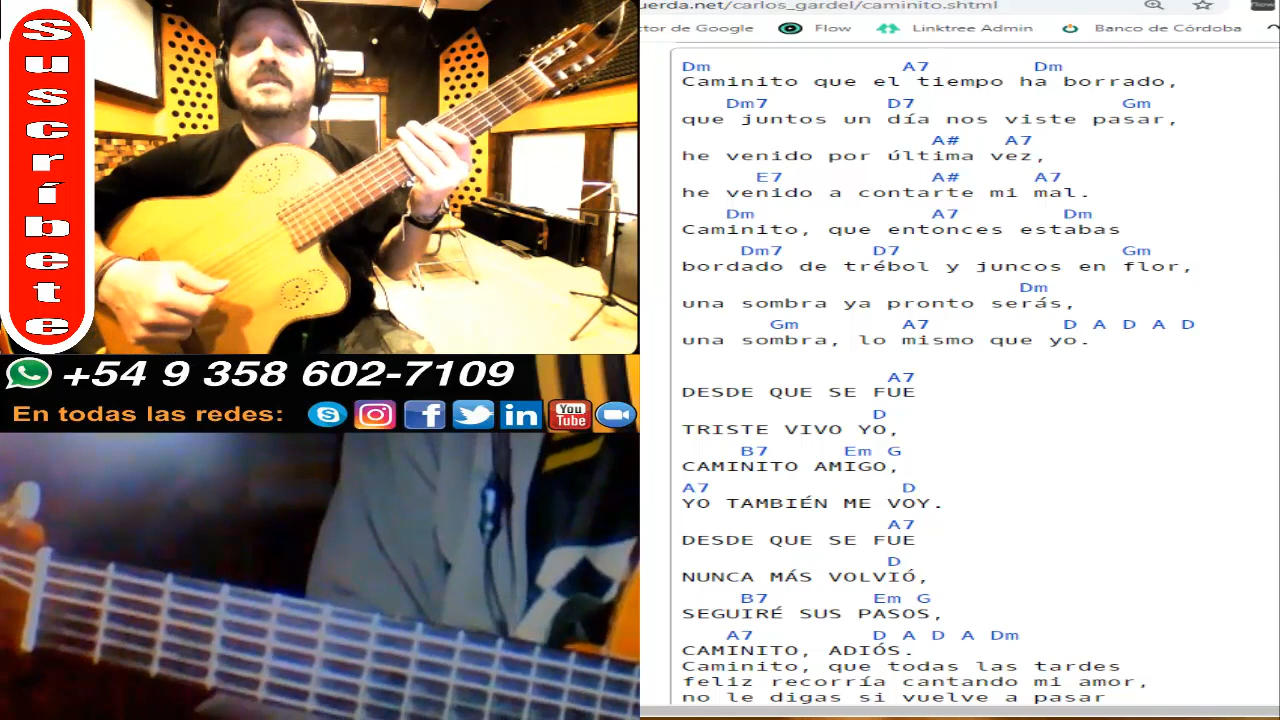 Suscríbete
+54 9 358 602-7109
En todas las redes:
You
Tube
uerda.net/carlos_gardel/caminito.shtml
tor de Google Flow Linktree Admin Banco de Córdoba
Dm A7 Dm
Caminito que el tiempo ha borrado,
Dm7 D7 Gm
que juntos un día nos viste pasar,
A# A7
he venido por última vez,
E7 A# A7
he venido a contarte mi mal.
Dm A7 Dm
Caminito, que entonces estabas
Dm7 D7 Gm
bordado de trébol y juncos en flor,
Dm
una sombra ya pronto serás,
Gm A7 D A D A D
una sombra, lo mismo que yo.
A7
DESDE QUE SE FUE
D
TRISTE VIVO YO,
B7 Em G
CAMINITO AMIGO,
A7 D
YO TAMBIÉN ME VOY.
A7
DESDE QUE SE FUE
D
NUNCA MÁS VOLVIÓ,
B7 Em G
SEGUIRÉ SUS PASOS,
A7 D A D A Dm
CAMINITO, ADIÓS.
Caminito, que todas las tardes
feliz recorría cantando mi amor,
no le digas si vuelve a pasar